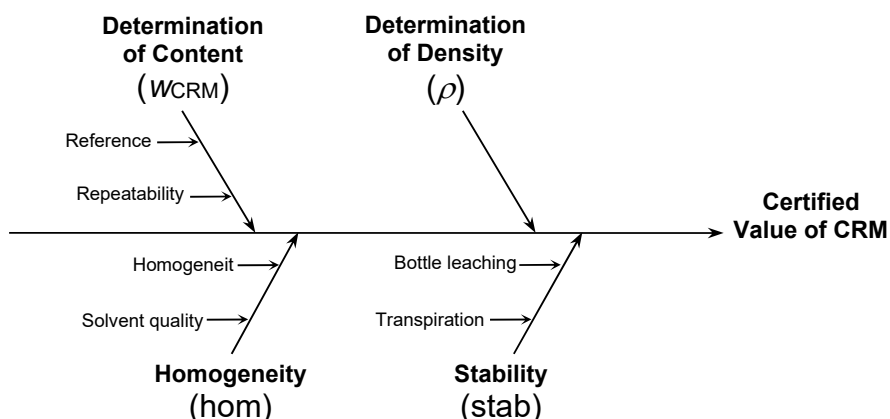 Determination
of Content
(wCRM)
Determination
of Density
(ρ)
Reference
Repeatability
Certified
Value of CRM
Homogeneit
Bottle leaching
Solvent quality
Transpiration
Homogeneity
(hom)
Stability
(stab)